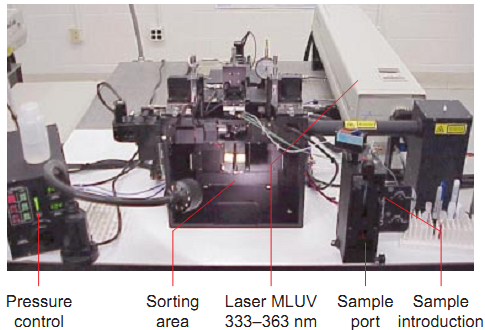 Pressure
control
Sorting
area
Laser MLUV
333–363 nm
Sample
port
Sample
introduction